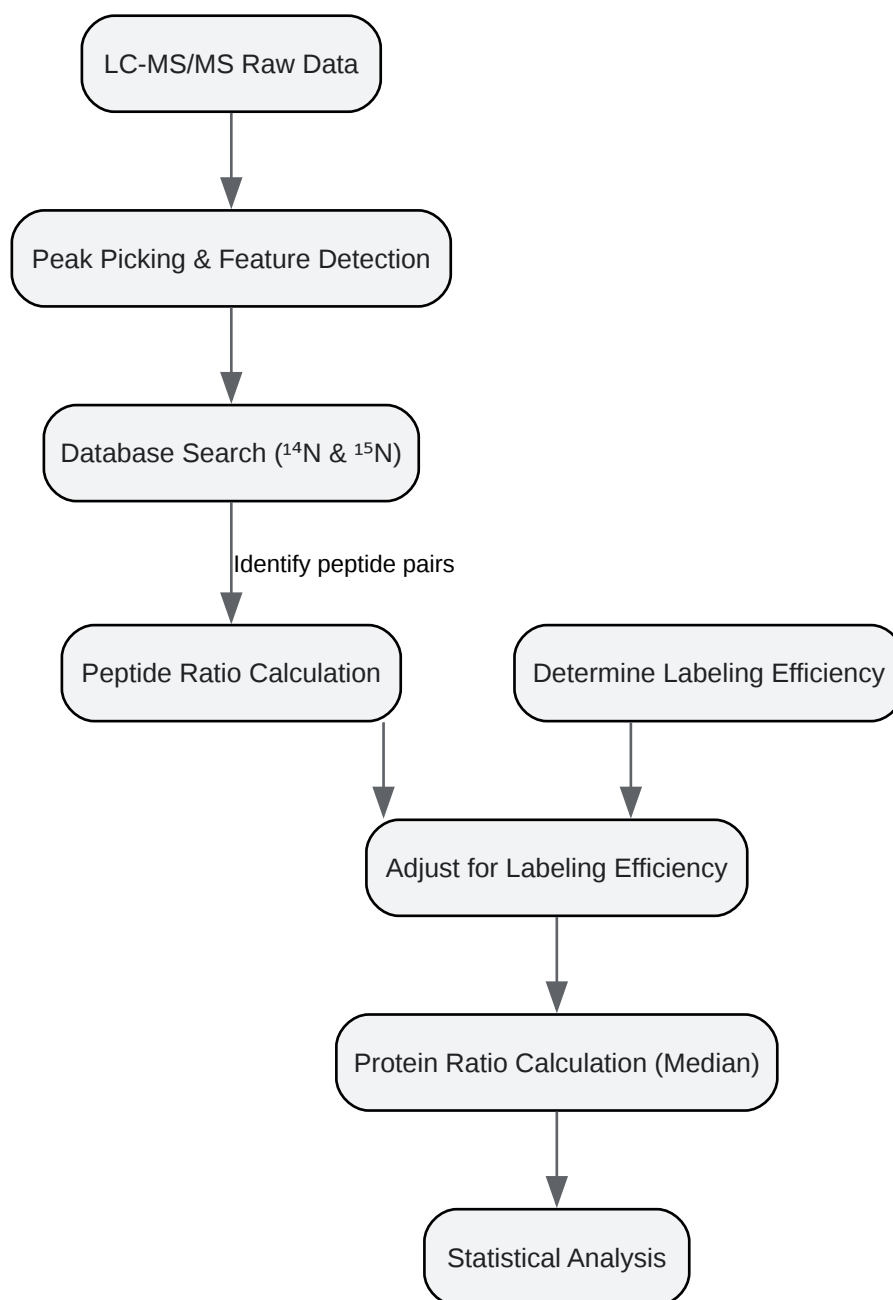 LC-MS/MS Raw Data
Peak Picking & Feature Detection
Database Search (¹⁴N & ¹⁵N)
Identify peptide pairs
Peptide Ratio Calculation
Determine Labeling Efficiency
Adjust for Labeling Efficiency
Protein Ratio Calculation (Median)
Statistical Analysis